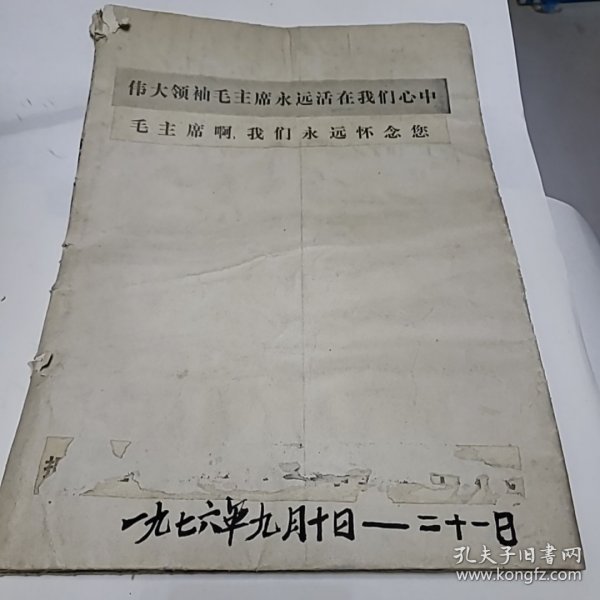 伟大领袖毛主席永远活在我们心中
毛主席啊,我们永远怀念您
一九七六年九月十日——二十一日
孔夫子旧书网
www.kongfz.com